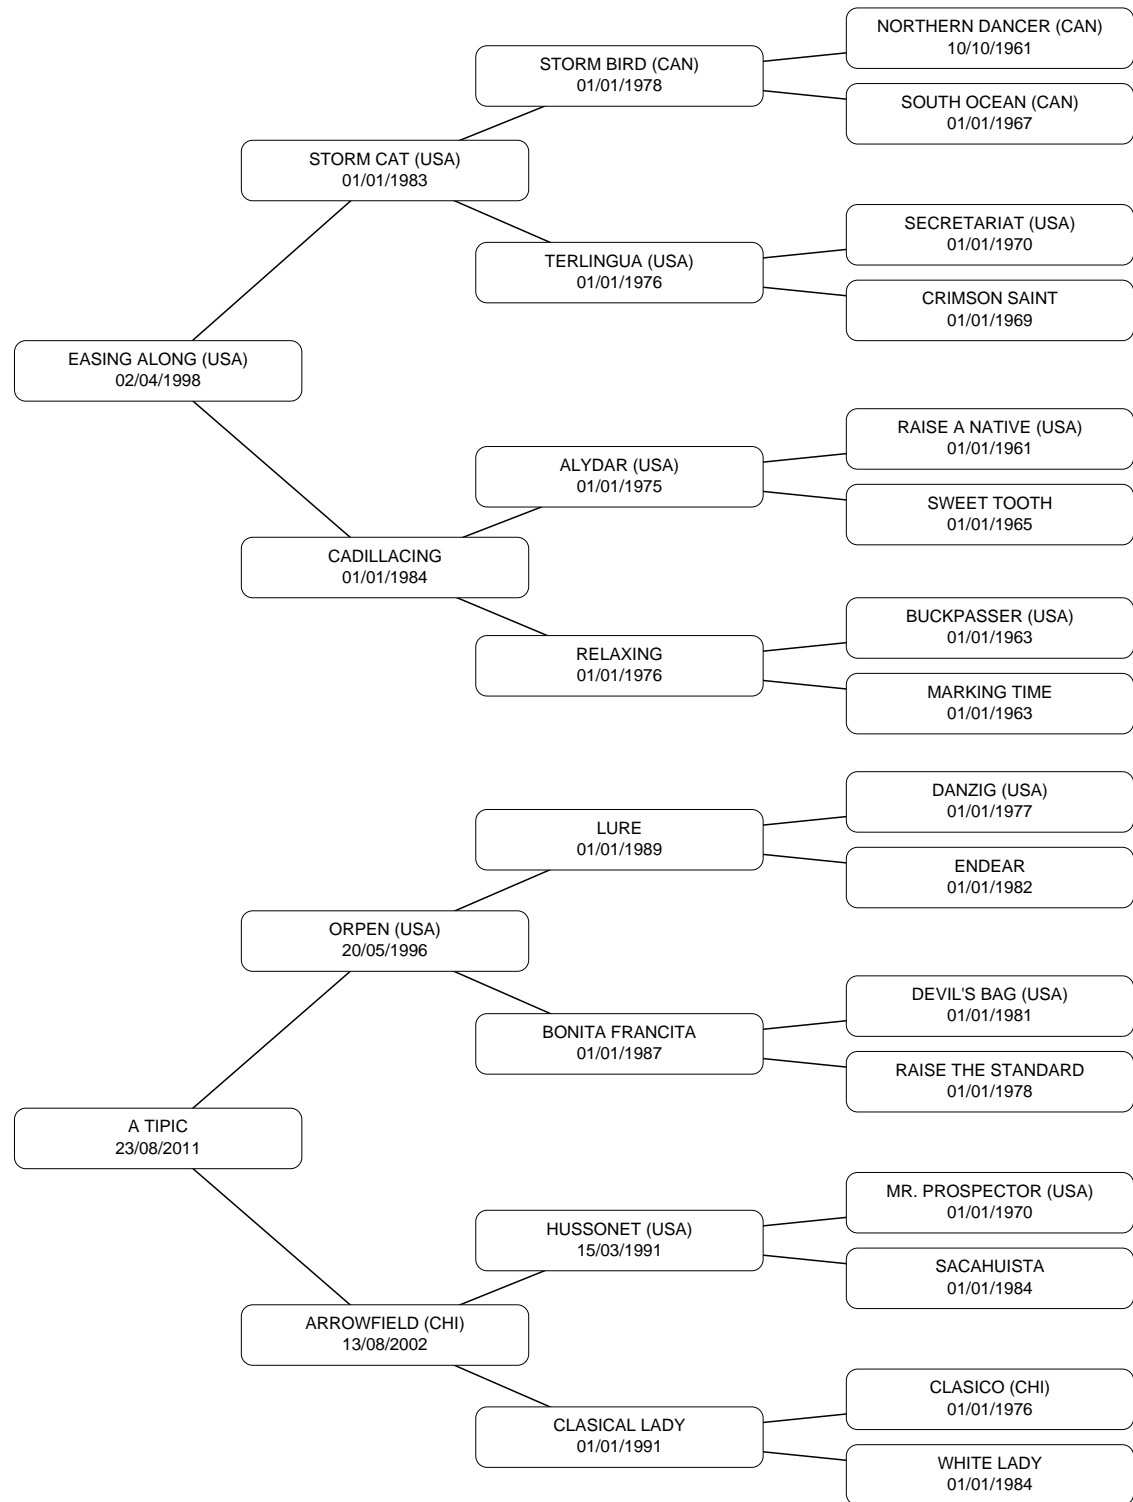 NORTHERN DANCER (CAN)
10/10/1961
STORM BIRD (CAN)
01/01/1978
SOUTH OCEAN (CAN)
01/01/1967
STORM CAT (USA)
01/01/1983
SECRETARIAT (USA)
01/01/1970
TERLINGUA (USA)
01/01/1976
CRIMSON SAINT
01/01/1969
EASING ALONG (USA)
02/04/1998
RAISE A NATIVE (USA)
01/01/1961
ALYDAR (USA)
01/01/1975
SWEET TOOTH
01/01/1965
CADILLACING
01/01/1984
BUCKPASSER (USA)
01/01/1963
RELAXING
01/01/1976
MARKING TIME
01/01/1963
DANZIG (USA)
01/01/1977
LURE
01/01/1989
ENDEAR
01/01/1982
ORPEN (USA)
20/05/1996
DEVIL'S BAG (USA)
01/01/1981
BONITA FRANCITA
01/01/1987
RAISE THE STANDARD
01/01/1978
A TIPIC
23/08/2011
MR. PROSPECTOR (USA)
01/01/1970
HUSSONET (USA)
15/03/1991
SACAHUISTA
01/01/1984
ARROWFIELD (CHI)
13/08/2002
CLASICO (CHI)
01/01/1976
CLASICAL LADY
01/01/1991
WHITE LADY
01/01/1984